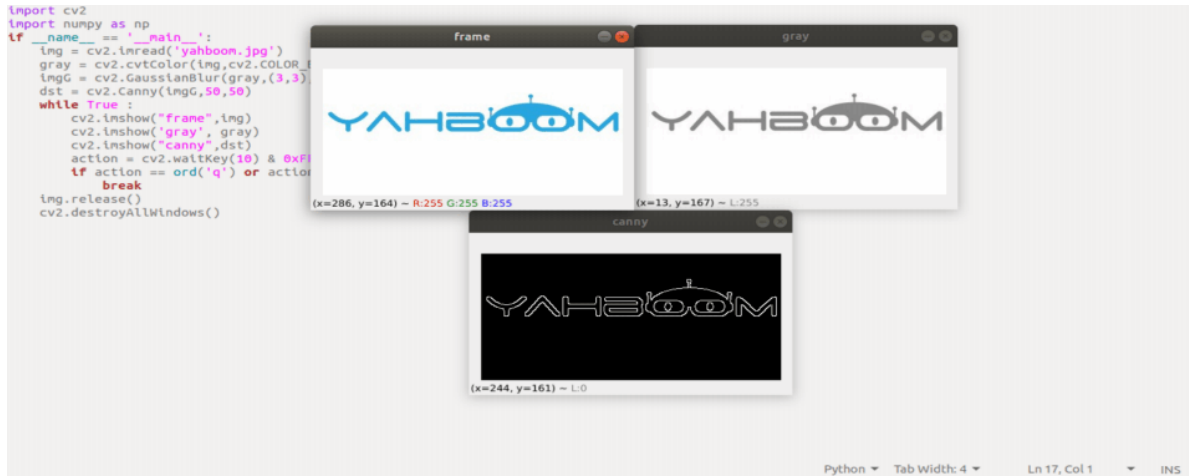 import cv2
import numpy as np
if __name__ == '__main__':
    img = cv2.imread('yahboom.jpg')
    gray = cv2.cvtColor(img,cv2.COLOR_
    imgG = cv2.GaussianBlur(gray,(3,3)
    dst = cv2.Canny(imgG,50,50)
    while True :
        cv2.imshow("frame",img)
        cv2.imshow('gray', gray)
        cv2.imshow("canny",dst)
        action = cv2.waitKey(10) & 0xF
        if action == ord('q') or action
            break
    img.release()
    cv2.destroyAllWindows()
frame
YAHBOOM
(x=286, y=164) ~ R:255 G:255 B:255
gray
YAHBOOM
(x=13, y=167) ~ L:255
canny
YAHBOOM
(x=244, y=161) ~ L:0
Python Tab Width: 4 Ln 17, Col 1 INS